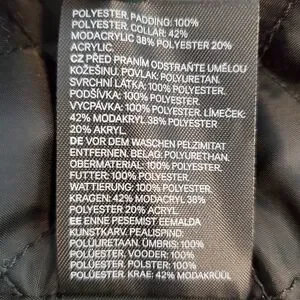 POLYESTER. PADDING: 100%
POLYESTER. COLLAR: 42%
MODACRYLIC 38% POLYESTER 20%
ACRYLIC.
CZ PŘED PRANÍM ODSTRAŇTE UMĚLOU
KOŽEŠINU. POVLAK: POLYURETAN.
SVRCHNÍ LÁTKA: 100% POLYESTER.
PODŠÍVKA: 100% POLYESTER.
VYCPÁVKA: 100% POLYESTER. LÍMEČEK:
42% MODAKRYL 38% POLYESTER
20% AKRYL.
DE VOR DEM WASCHEN PELZIMITAT
ENTFERNEN. BELAG: POLYURETHAN.
OBERMATERIAL: 100% POLYESTER.
FUTTER: 100% POLYESTER.
WATTIERUNG: 100% POLYESTER.
KRAGEN: 42% MODAKRYL 38%
POLYESTER 20% ACRYL
EE ENNE PESEMIST EEMALDA
KUNSTKARV. PEALISPIND:
POLÜURETAAN. ÜMBRIS: 100%
POLÜESTER. VOODER: 100%
POLÜESTER. POLSTER: 100%
POLÜESTER. KRAE: 42% MODAKRÜÜL